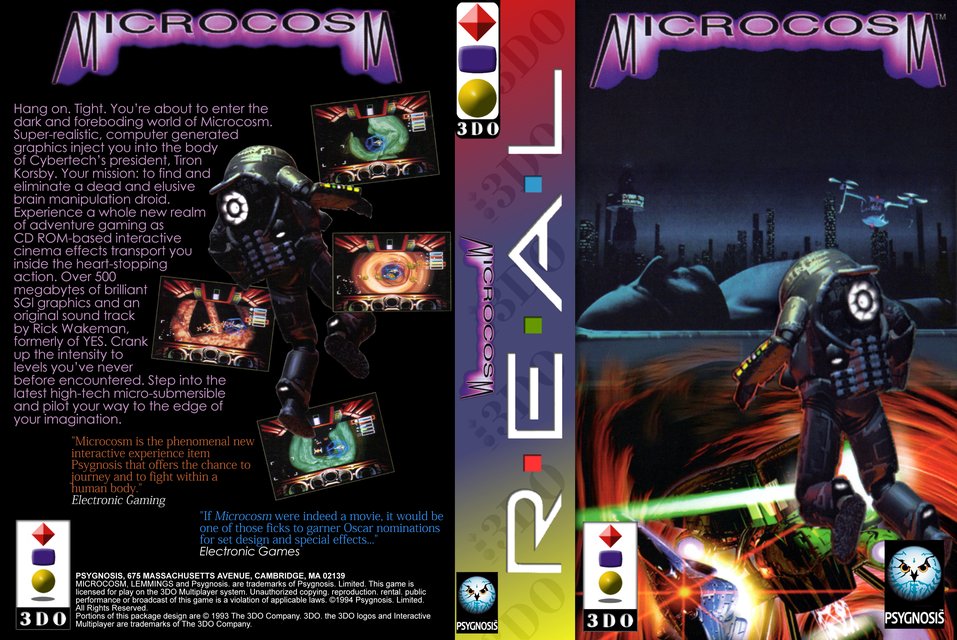 MICROCOSM
Hang on. Tight. You're about to enter the
dark and foreboding world of Microcosm.
Super-realistic, computer generated
graphics inject you into the body
of Cybertech's president, Tiron
Korsby. Your mission: to find and
eliminate a dead and elusive
brain manipulation droid.
Experience a whole new realm
of adventure gaming as
CD ROM-based interactive
cinema effects transport you
inside the heart-stopping
action. Over 500
megabytes of brilliant
SGI graphics and an
original sound track
by Rick Wakeman,
formerly of YES. Crank
up the intensity to
levels you've never
before encountered. Step into the
latest high-tech micro-submersible
and pilot your way to the edge of
your imagination.
"Microcosm is the phenomenal new
interactive experience item
Psygnosis that offers the chance to
journey and to fight within a
human body."
Electronic Gaming
"If Microcosm were indeed a movie, it would be
one of those ficks to garner Oscar nominations
for set design and special effects..."
Electronic Games
3DO
PSYGNOSIS, 675 MASSACHUSETTS AVENUE, CAMBRIDGE, MA 02139
MICROCOSM, LEMMINGS and Psygnosis, are trademarks of Psygnosis. Limited. This game is
licensed for play on the 3DO Multiplayer system. Unauthorized copying, reproduction, rental, public
performance or broadcast of this game is a violation of applicable laws. ©1994 Psygnosis. Limited.
All Rights Reserved.
Portions of this package design are © 1993 The 3DO Company. 3DO, the 3DO logos and Interactive
Multiplayer are trademarks of The 3DO Company.
3DO
REAL
MICROCOSM
PSYGNOSIS
MICROCOSM™
3DO
PSYGNOSIS